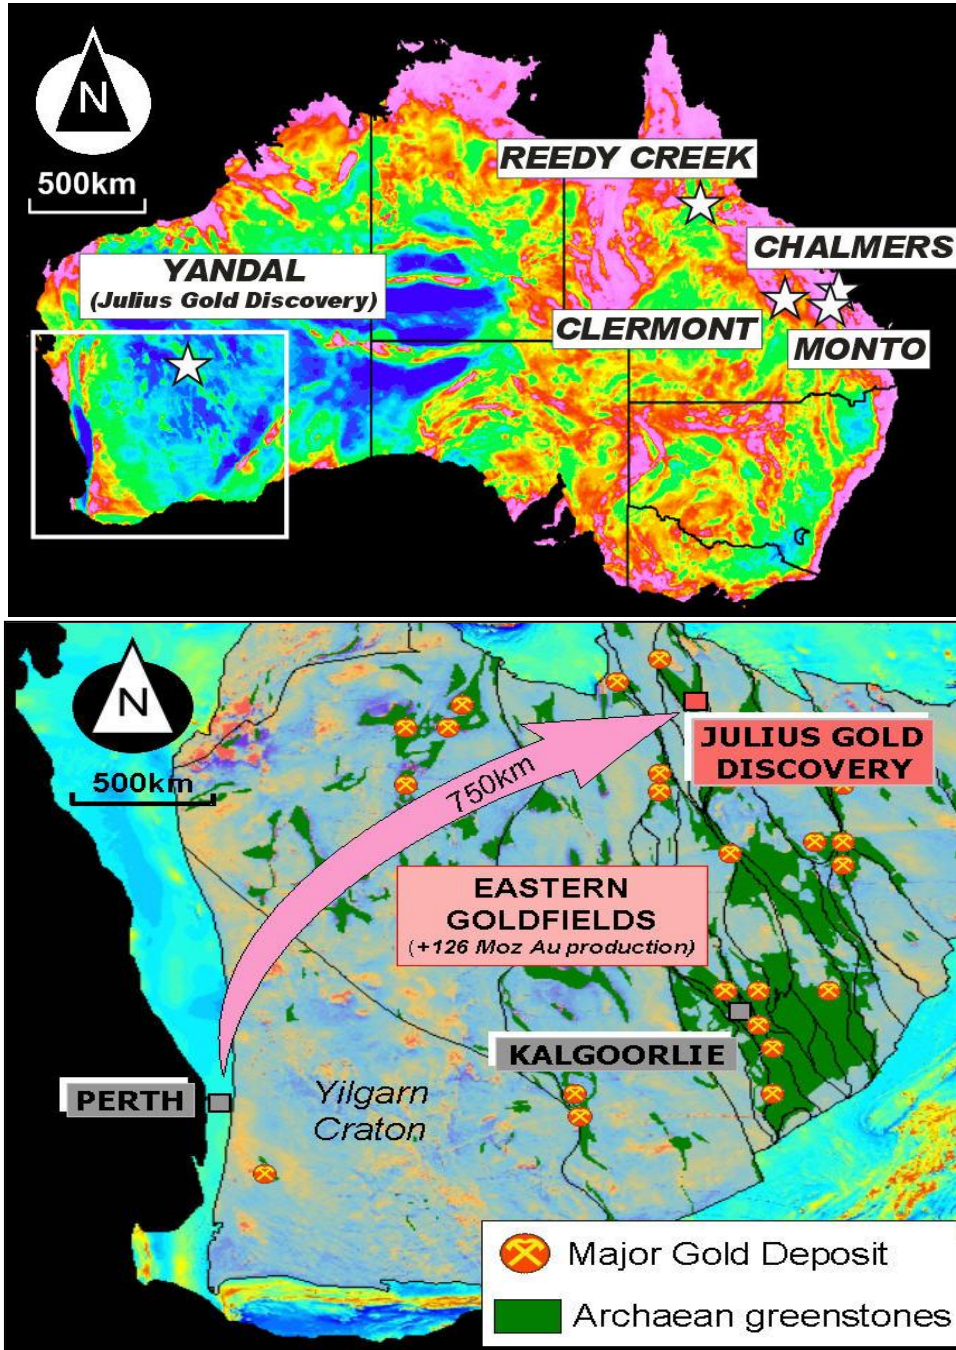 N
500km
REEDY CREEK
CHALMERS
YANDAL
(Julius Gold Discovery)
CLERMONT
MONTO
N
500km
750km
JULIUS GOLD
DISCOVERY
EASTERN
GOLDFIELDS
(+126 Moz Au production)
KALGOORLIE
PERTH
Yilgarn
Craton
Major Gold Deposit
Archaean greenstones